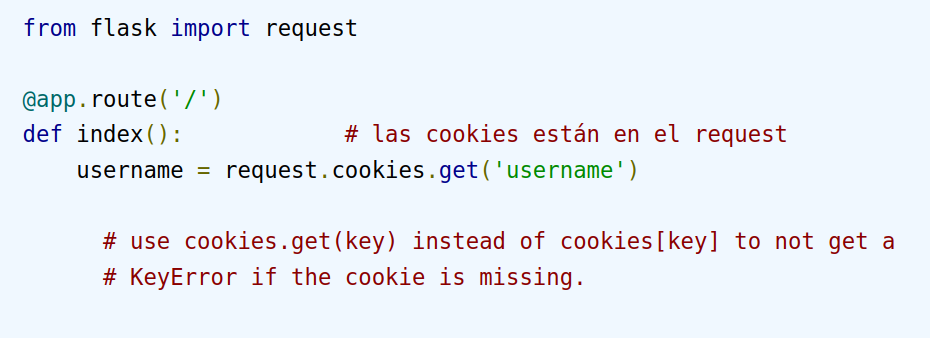 from flask import request
@app.route('/')
def index():            # las cookies están en el request
    username = request.cookies.get('username')
      # use cookies.get(key) instead of cookies[key] to not get a
      # KeyError if the cookie is missing.